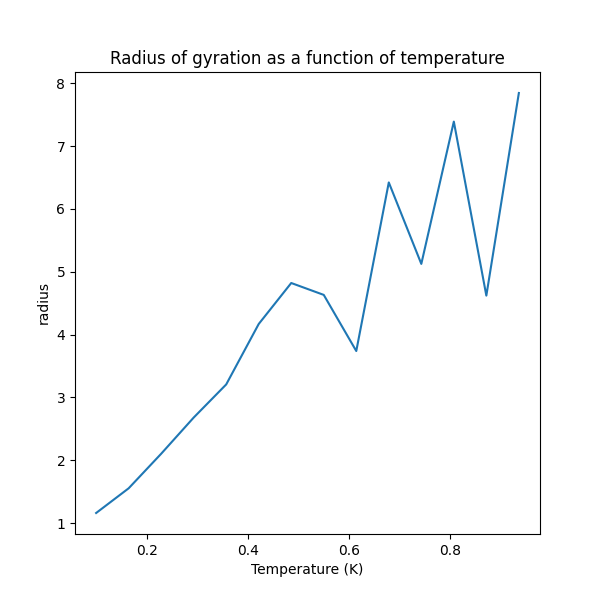 Radius of gyration as a function of temperature
8
7
6
5
4
3
2
1
radius
0.2 0.4 0.6 0.8
Temperature (K)